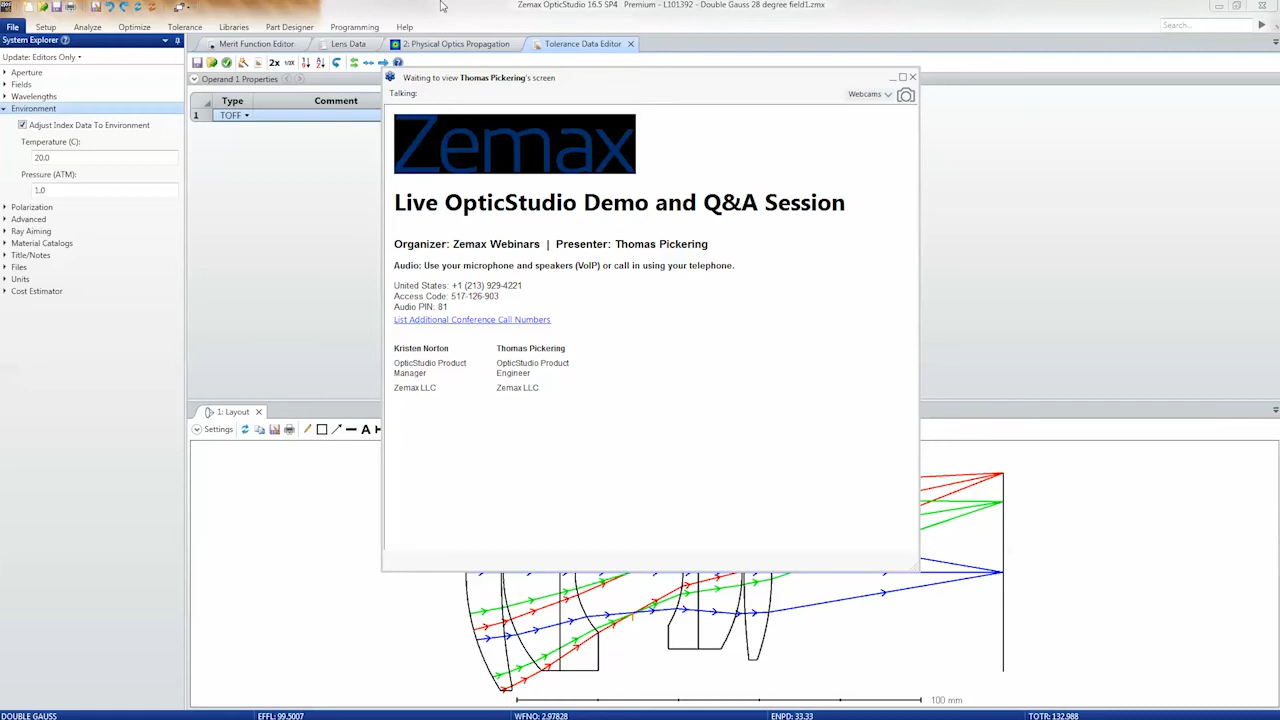 Zemax OpticStudio 16.5 SP4   Premium - L101392 - Double Gauss 28 degree field1.zmx
File Setup Analyze Optimize Tolerance Libraries Part Designer Programming Help
Search...
System Explorer
Merit Function Editor Lens Data 2: Physical Optics Propagation Tolerance Data Editor
Update: Editors Only
2x
Operand 1 Properties
Aperture
Fields
Wavelengths
Environment
Adjust Index Data To Environment
Temperature (C):
20.0
Pressure (ATM):
1.0
Polarization
Advanced
Ray Aiming
Material Catalogs
Title/Notes
Files
Units
Cost Estimator
Type Comment
1 TOFF
Waiting to view Thomas Pickering's screen
Talking:
Webcams
Zemax
Live OpticStudio Demo and Q&A Session
Organizer: Zemax Webinars | Presenter: Thomas Pickering
Audio: Use your microphone and speakers (VoIP) or call in using your telephone.
United States: +1 (213) 929-4221
Access Code: 517-126-903
Audio PIN: 81
List Additional Conference Call Numbers
Kristen Norton Thomas Pickering
OpticStudio Product OpticStudio Product
Manager Engineer
Zemax LLC Zemax LLC
1: Layout
Settings
A
100 mm
DOUBLE GAUSS EFFL: 99.5007 WFNO: 2.97828 ENPD: 33.33 TOTR: 132.988